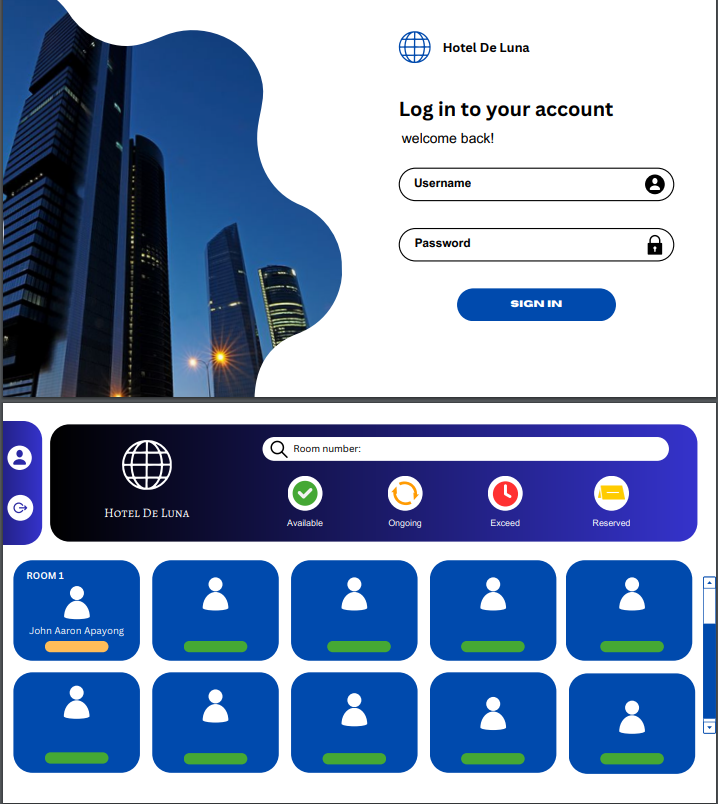 Hotel De Luna
Log in to your account
welcome back!
Username
Password
SIGN IN
Room number:
Hotel De Luna
Available Ongoing Exceed Reserved
ROOM 1
John Aaron Apayong